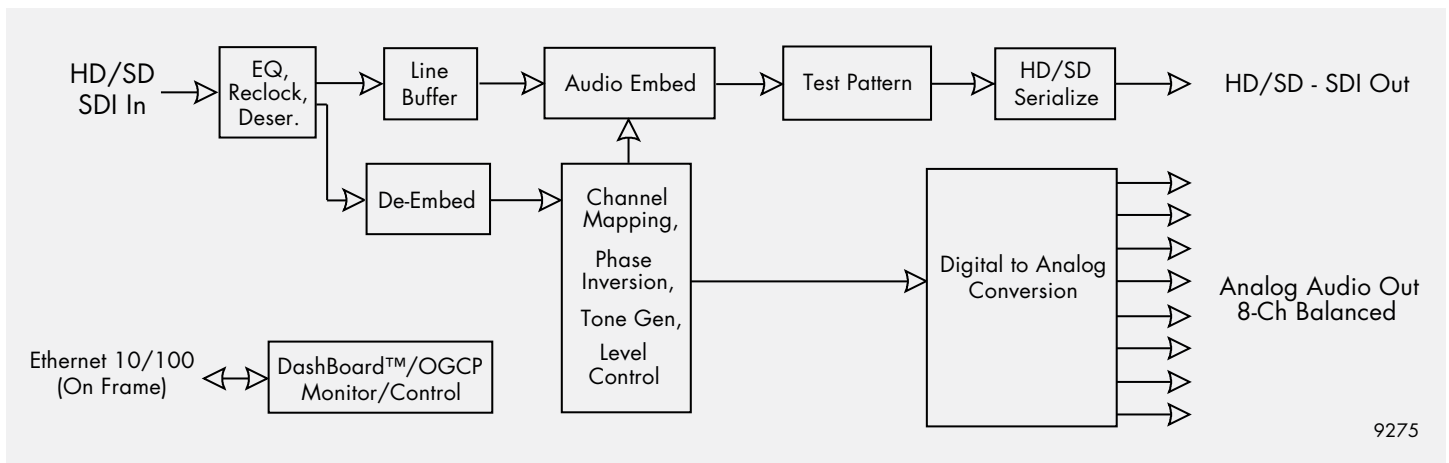 HD/SD
SDI In
EQ,
Reclock,
Deser.
Line
Buffer
Audio Embed
Test Pattern
HD/SD
Serialize
HD/SD - SDI Out
De-Embed
Channel
Mapping,
Phase
Inversion,
Tone Gen,
Level
Control
Digital to Analog
Conversion
Analog Audio Out
8-Ch Balanced
Ethernet 10/100
(On Frame)
DashBoard™/OGCP
Monitor/Control
9275